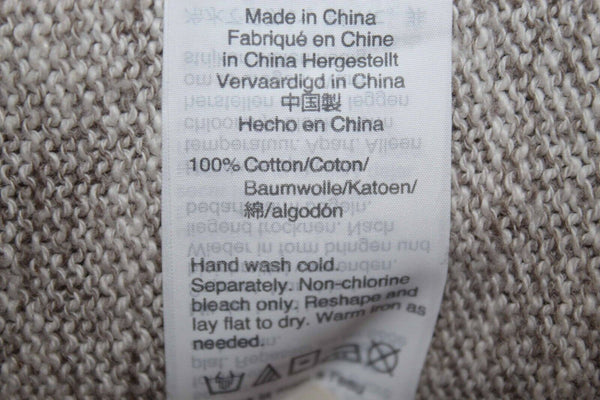 Made in China
Fabriqué en Chine
in China Hergestellt
Vervaardigd in China
中国製
Hecho en China
100% Cotton/Coton/
Baumwolle/Katoen/
綿/algodón
Hand wash cold.
Separately. Non-chlorine
bleach only. Reshape and
lay flat to dry. Warm iron as
needed.